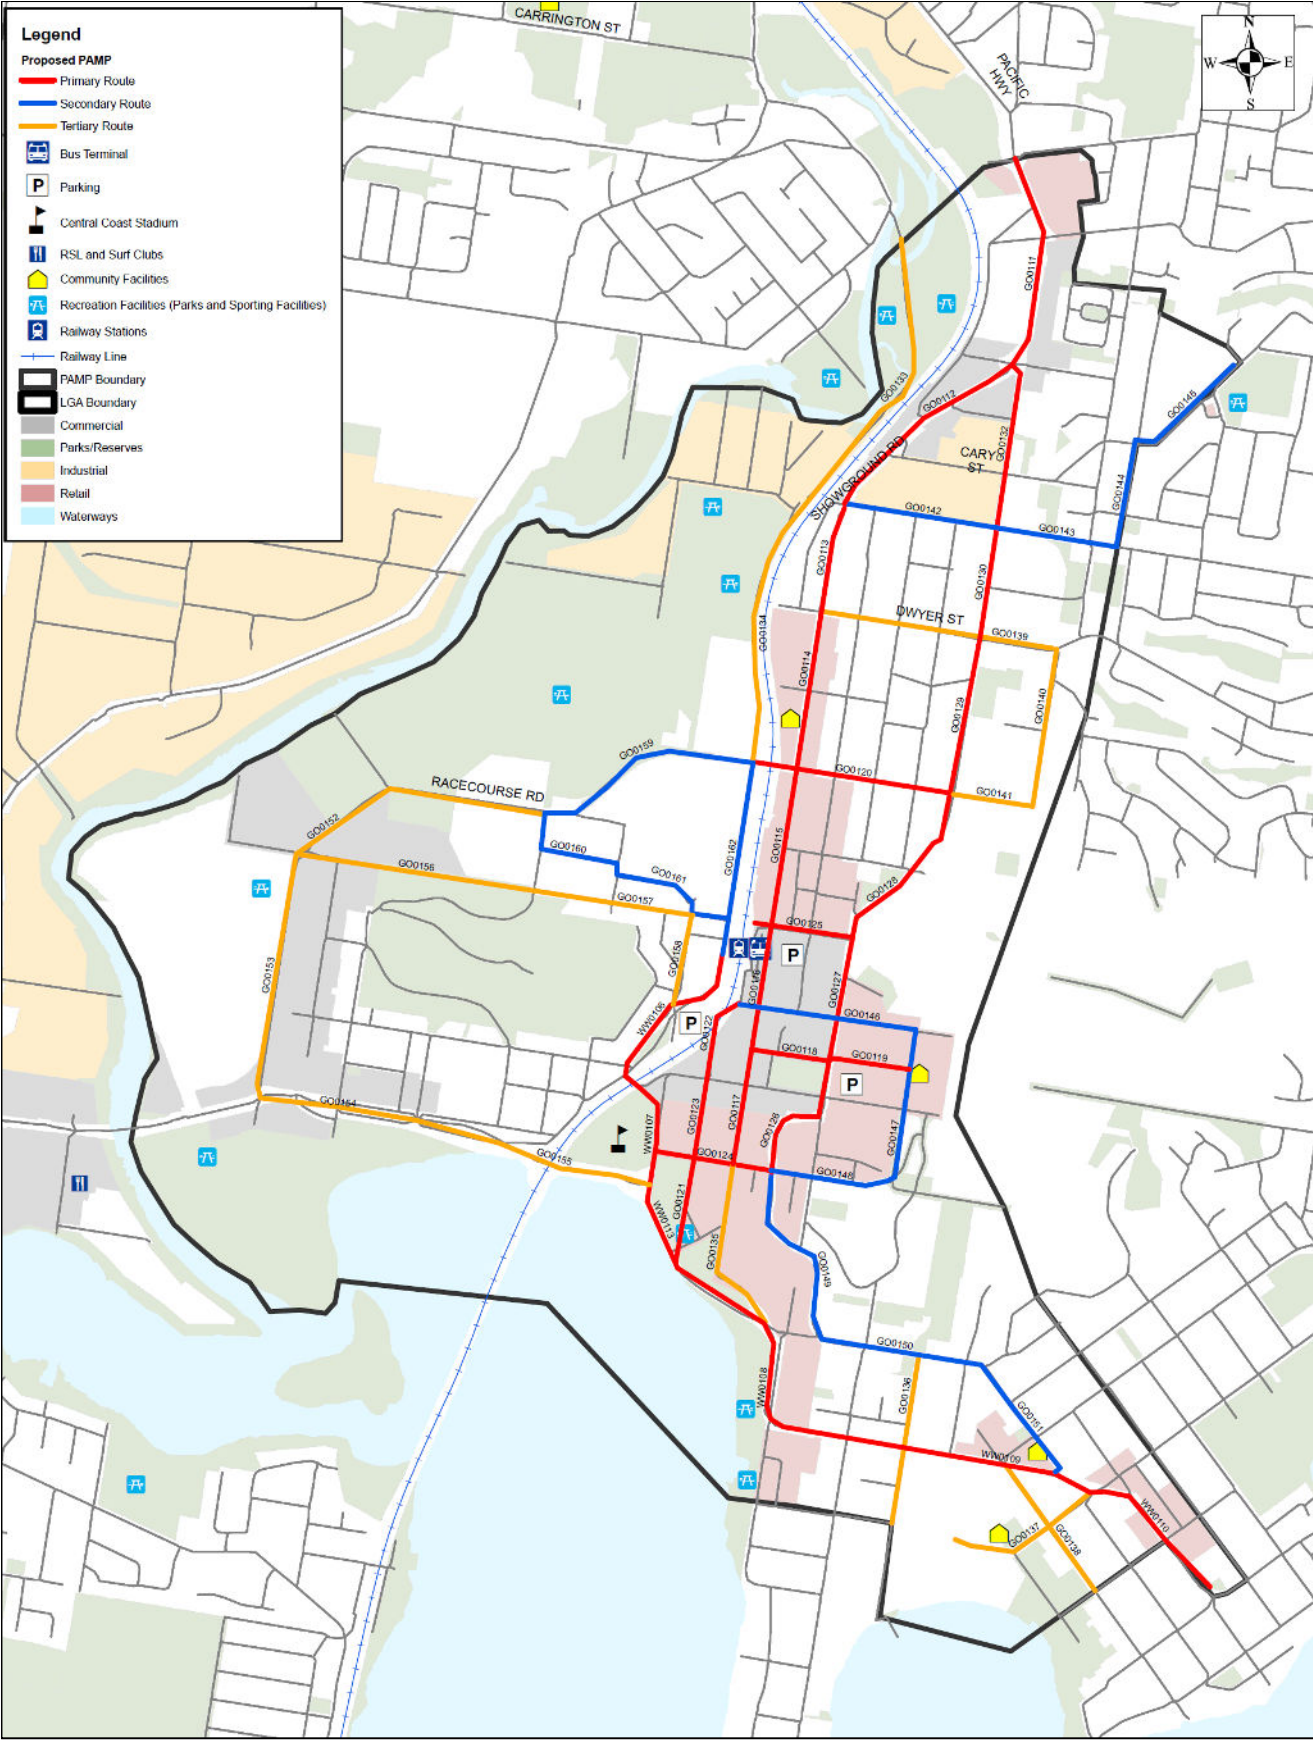 Legend
Proposed PAMP
Primary Route
Secondary Route
Tertiary Route
Bus Terminal
P
Parking
Central Coast Stadium
RSL and Surf Clubs
Community Facilities
Recreation Facilities (Parks and Sporting Facilities)
Railway Stations
Railway Line
PAMP Boundary
LGA Boundary
Commercial
Parks/Reserves
Industrial
Retail
Waterways
CARRINGTON ST
PACIFIC
HWY
N
W
E
S
GO0111
GO0133
GO0112
GO0145
GO0132
CARY
ST
SHOWGROUND RD
GO0144
GO0142
GO0143
GO0113
GO0130
DWYER ST
GO0134
GO0139
GO0114
GO0140
GO0129
GO0159
GO0120
RACECOURSE RD
GO0141
GO0152
GO0115
GO0160
GO0162
GO0156
GO0161
GO0128
GO0157
GO0125
GO0158
P
GO0153
GO0116
GO0127
WW0106
P
GO0122
GO0146
GO0118
GO0119
P
GO0154
GO0123
GO0117
GO0126
WW0107
GO0147
GO0155
GO0124
GO0148
GO0121
WW0113
GO0135
GO0149
GO0150
GO0136
WW0108
GO0151
WW0109
WW0110
GO0137
GO0138